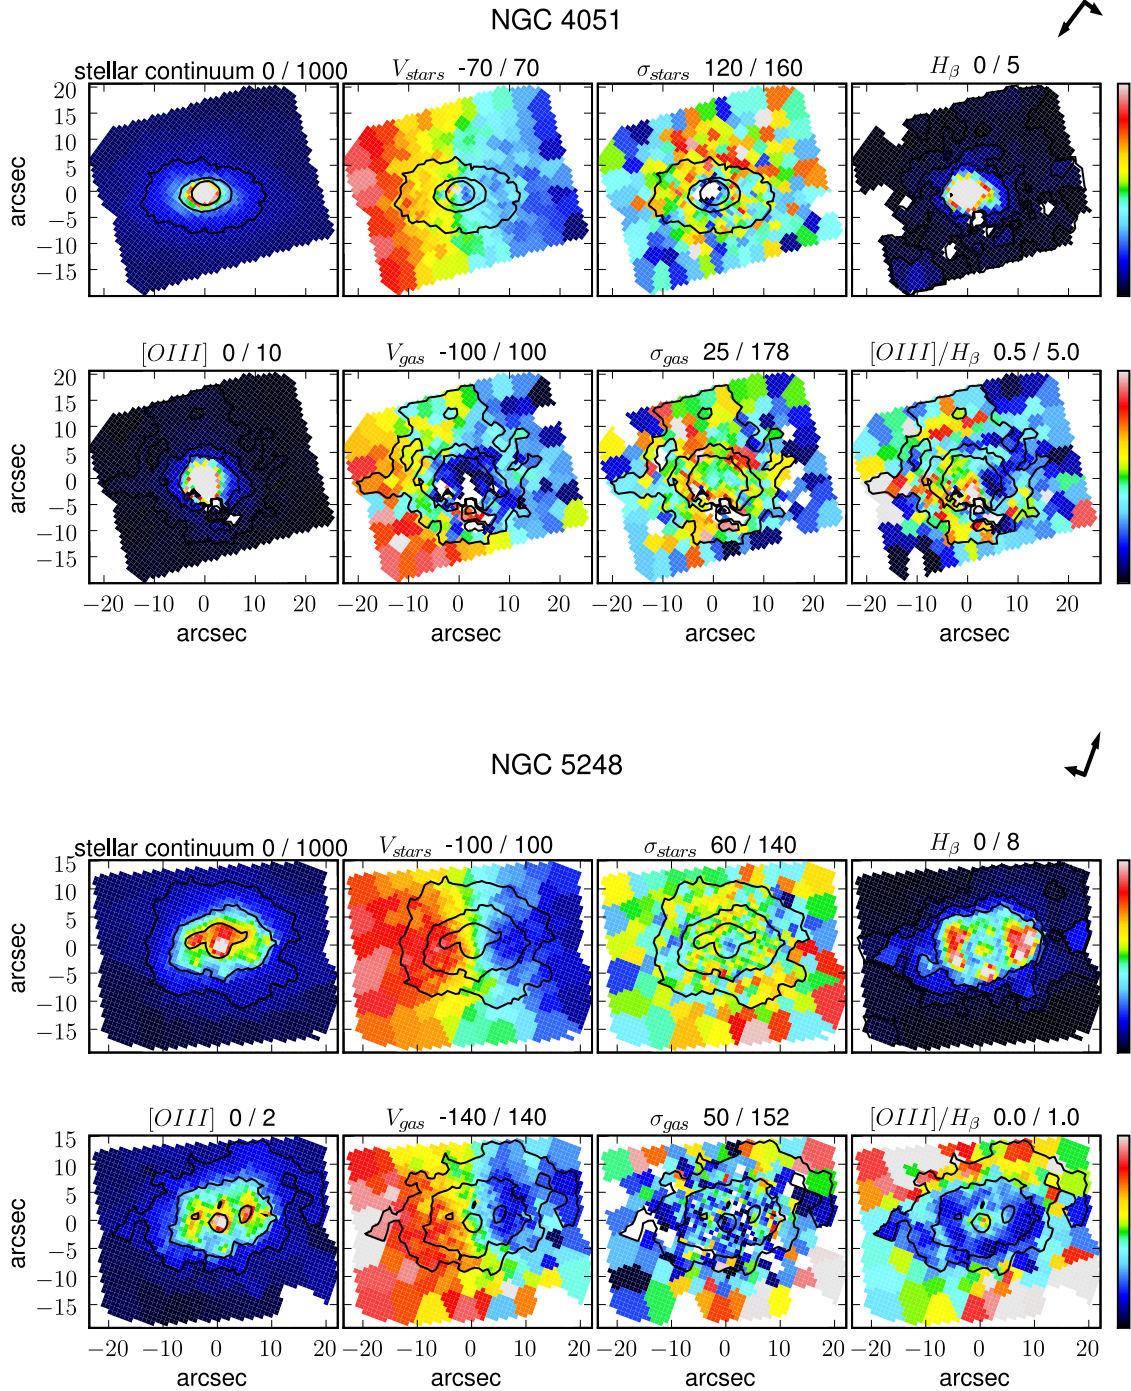 NGC 4051
stellar continuum 0 / 1000 V_stars -70 / 70 σ_stars 120 / 160 H_β 0 / 5
20
15
10
5
0
−5
−10
−15
arcsec
[OIII] 0 / 10 V_gas -100 / 100 σ_gas 25 / 178 [OIII]/H_β 0.5 / 5.0
20
15
10
5
0
−5
−10
−15
arcsec
−20 −10 0 10 20 −20 −10 0 10 20 −20 −10 0 10 20 −20 −10 0 10 20
arcsec arcsec arcsec arcsec
NGC 5248
stellar continuum 0 / 1000 V_stars -100 / 100 σ_stars 60 / 140 H_β 0 / 8
15
10
5
0
−5
−10
−15
arcsec
[OIII] 0 / 2 V_gas -140 / 140 σ_gas 50 / 152 [OIII]/H_β 0.0 / 1.0
15
10
5
0
−5
−10
−15
arcsec
−20 −10 0 10 20 −20 −10 0 10 20 −20 −10 0 10 20 −20 −10 0 10 20
arcsec arcsec arcsec arcsec